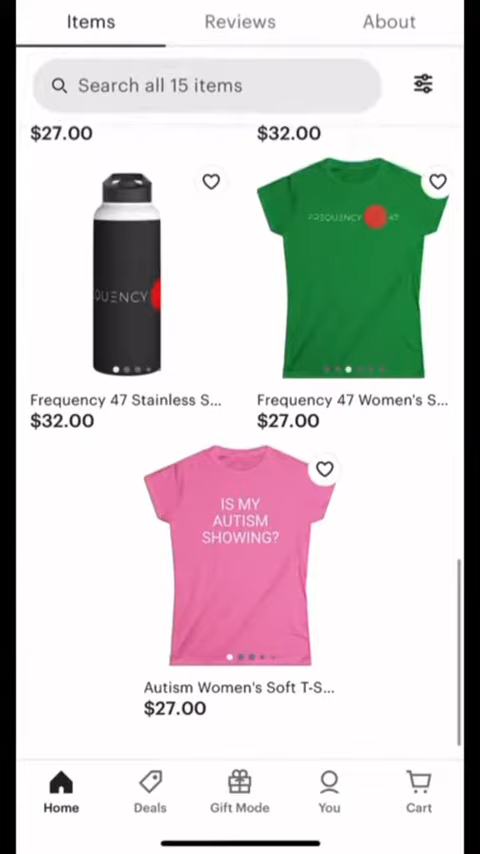 Items Reviews About
Search all 15 items
$27.00 $32.00
QUENCY
FREQUENCY 47
Frequency 47 Stainless S... Frequency 47 Women's S...
$32.00 $27.00
IS MY
AUTISM
SHOWING?
Autism Women's Soft T-S...
$27.00
Home Deals Gift Mode You Cart